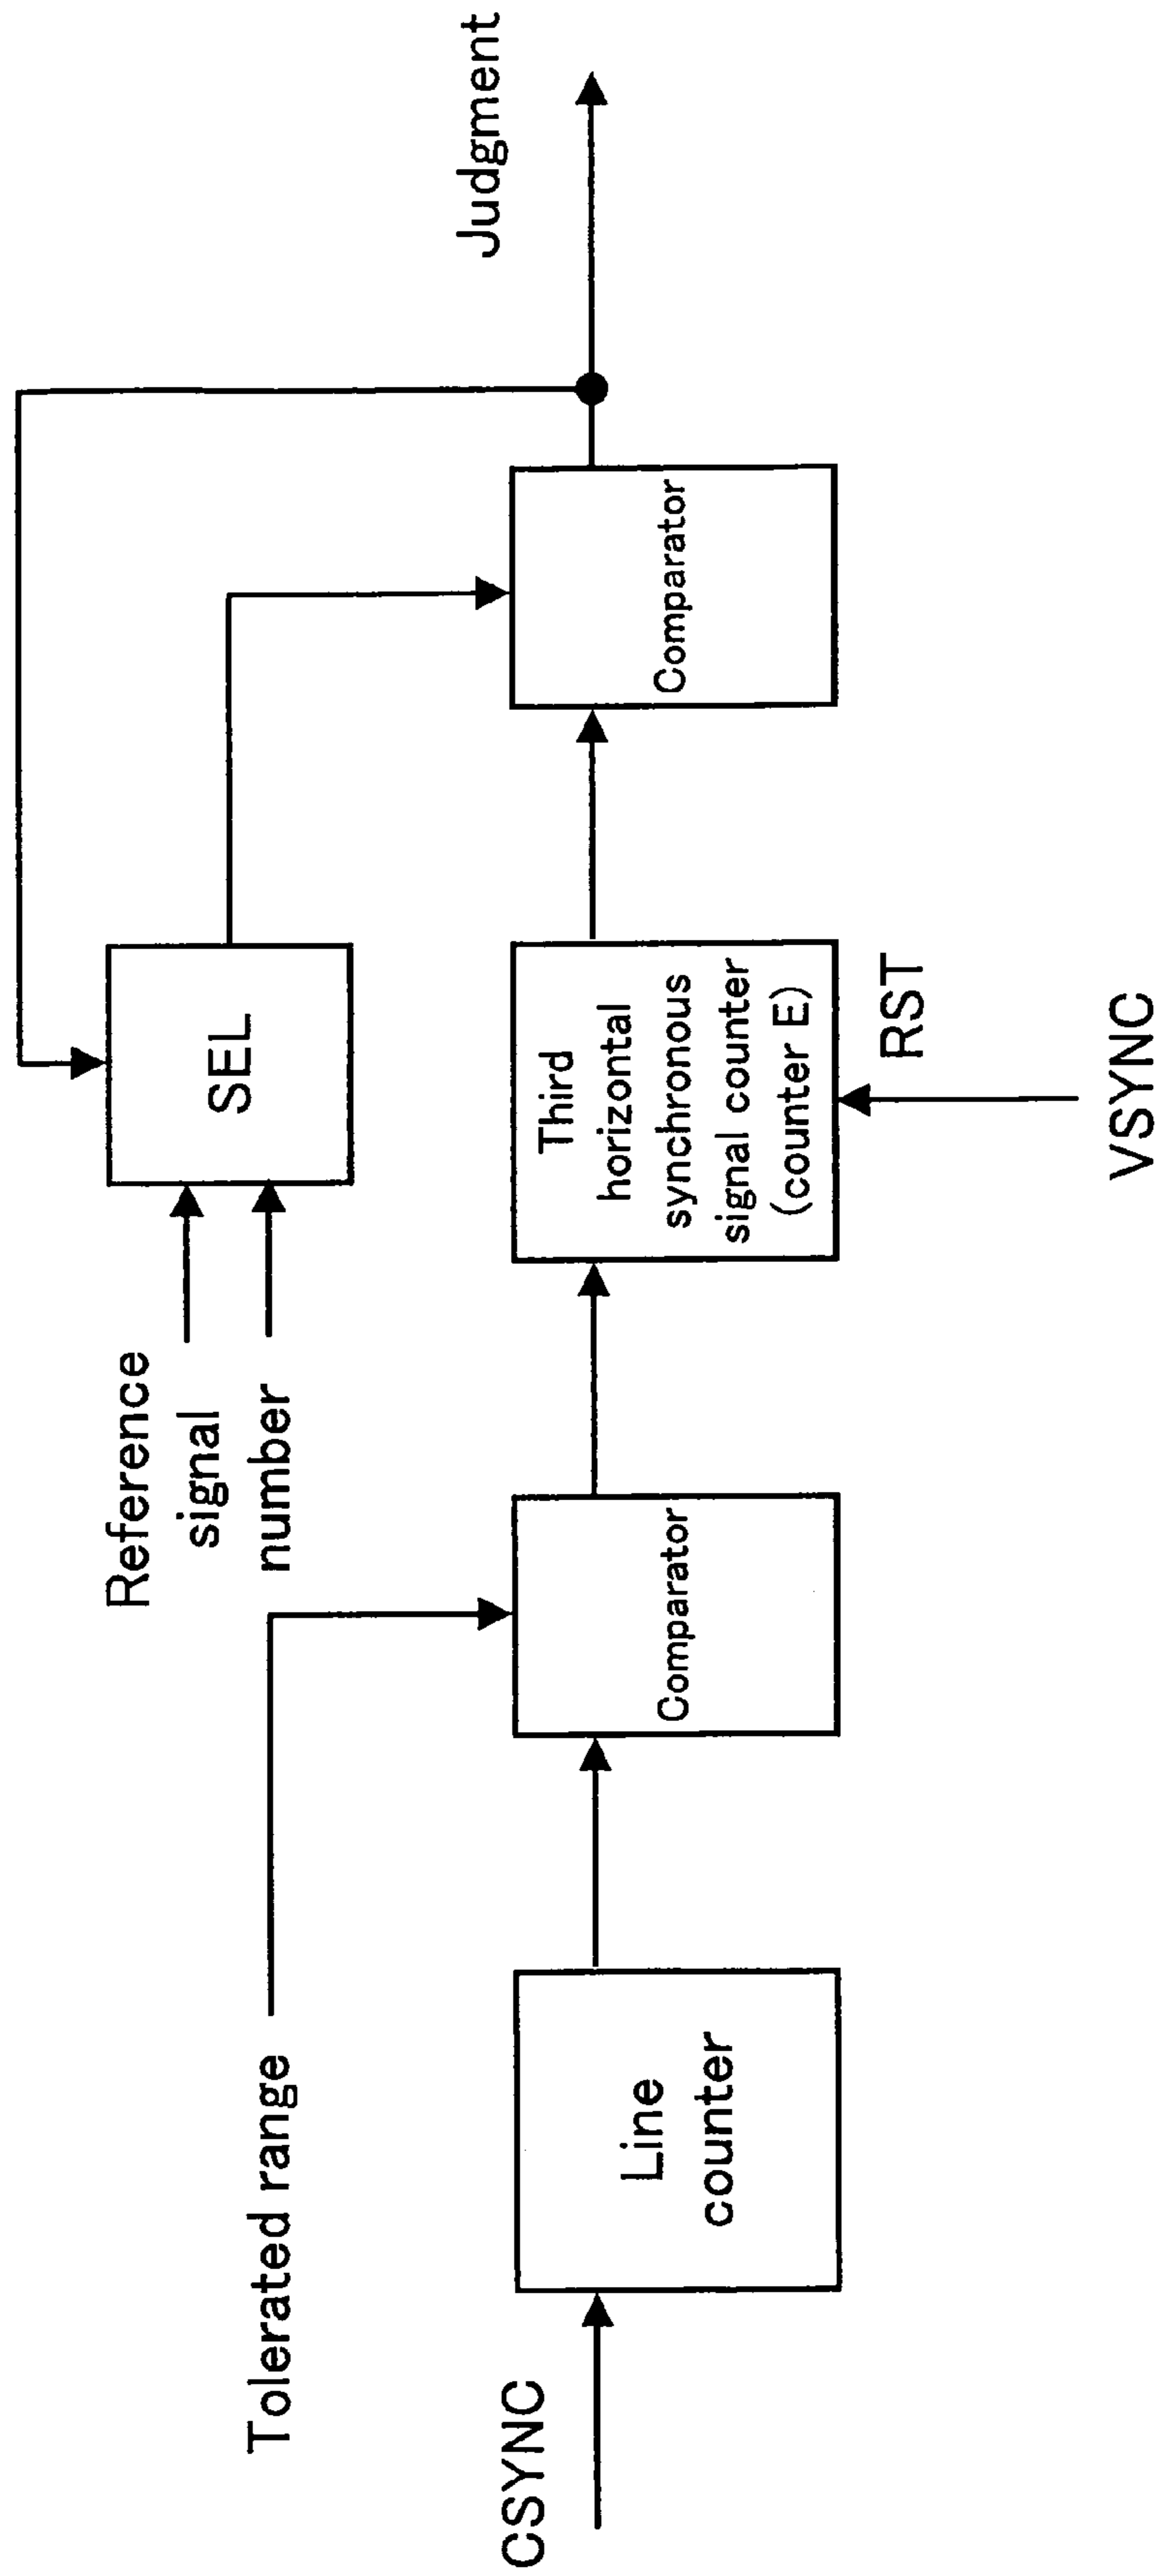 Judgment
SEL
Reference
signal
number
Tolerated range
CSYNC
Line
counter
Comparator
Third
horizontal
synchronous
signal counter
(counter E)
RST
VSYNC
Comparator